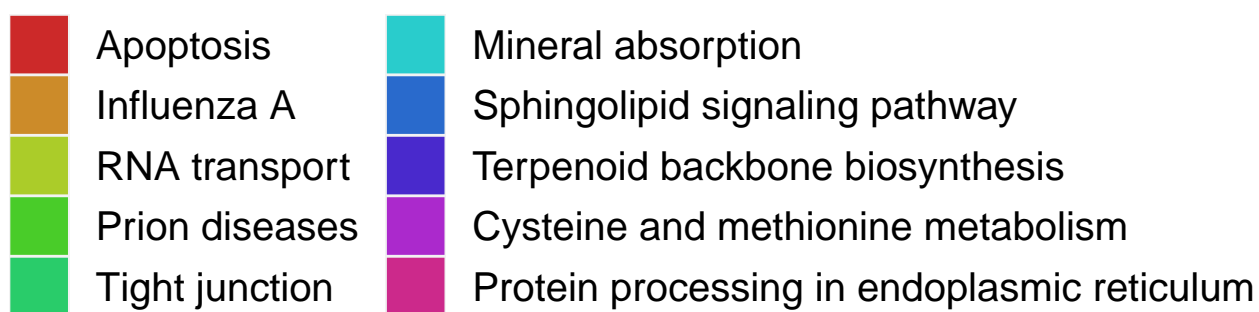 Apoptosis
Influenza A
RNA transport
Prion diseases
Tight junction
Mineral absorption
Sphingolipid signaling pathway
Terpenoid backbone biosynthesis
Cysteine and methionine metabolism
Protein processing in endoplasmic reticulum